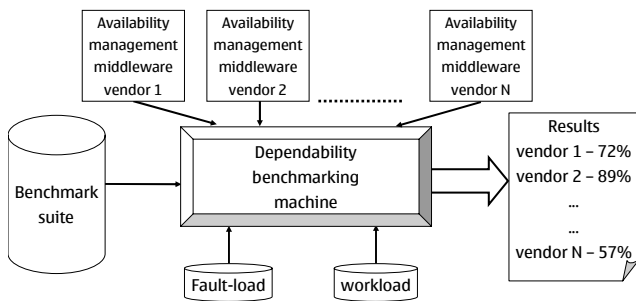 Availability
management
middleware
vendor 1
Availability
management
middleware
vendor 2
Availability
management
middleware
vendor N
Benchmark
suite
Dependability
benchmarking
machine
Results
vendor 1 – 72%
vendor 2 – 89%
...
...
vendor N – 57%
Fault-load
workload